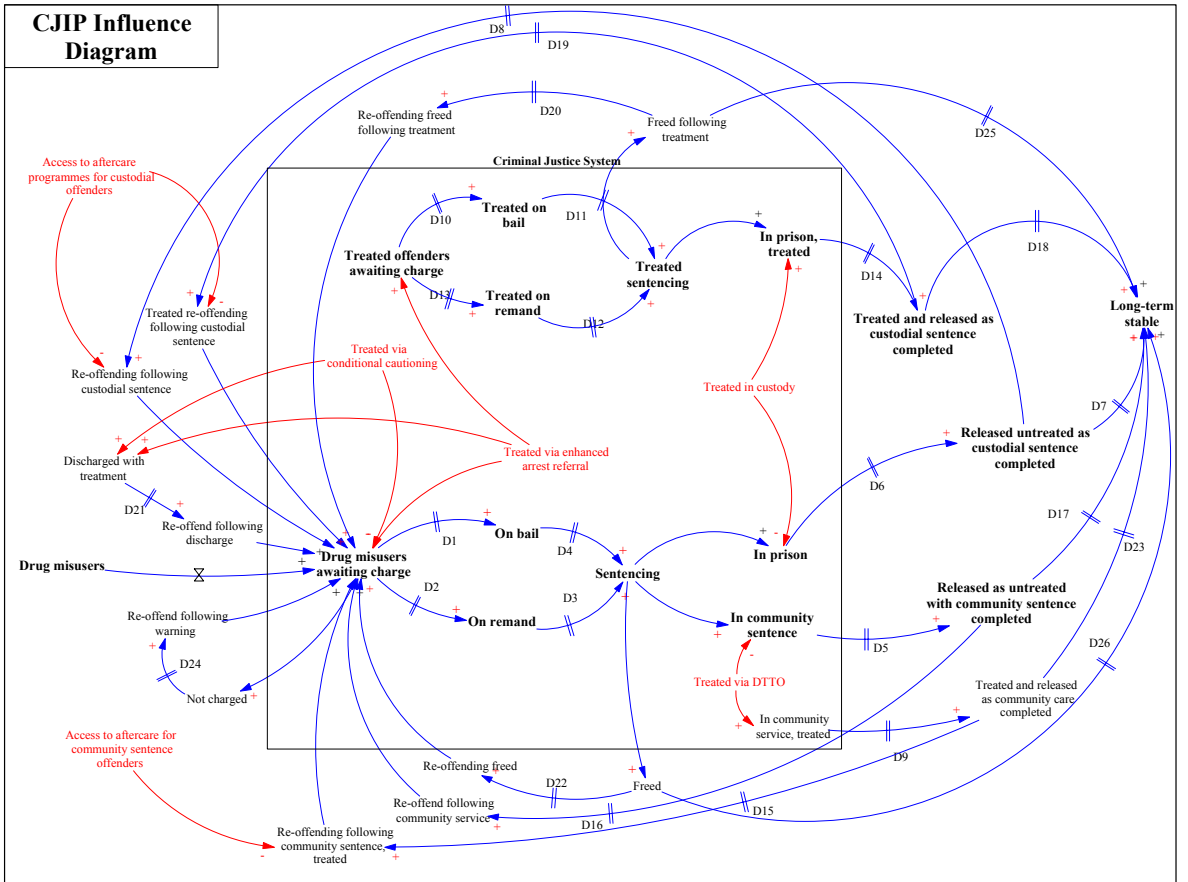 CJIP Influence
Diagram
D8
D19
Re-offending freed
following treatment
D20
Freed following
treatment
D25
Access to aftercare
programmes for custodial
offenders
Criminal Justice System
D10
Treated on
bail
D11
Treated offenders
awaiting charge
D13
Treated on
remand
D12
Treated
sentencing
In prison,
treated
D14
D18
Treated re-offending
following custodial
sentence
Treated and released as
custodial sentence
completed
Long-term
stable
Re-offending following
custodial sentence
Treated via
conditional cautioning
Treated in custody
D7
Discharged with
treatment
Treated via enhanced
arrest referral
Released untreated as
custodial sentence
completed
D6
D21
Re-offend following
discharge
D17
D23
Drug misusers
Drug misusers
awaiting charge
D1
On bail
D4
Sentencing
In prison
D2
On remand
D3
Released as untreated
with community sentence
completed
Re-offend following
warning
D24
Not charged
In community
sentence
D5
D26
Treated via DTTO
Treated and released
as community care
completed
In community
service, treated
D9
Access to aftercare for
community sentence
offenders
Re-offending freed
D22
Freed
D15
Re-offend following
community service
D16
Re-offending following
community sentence,
treated